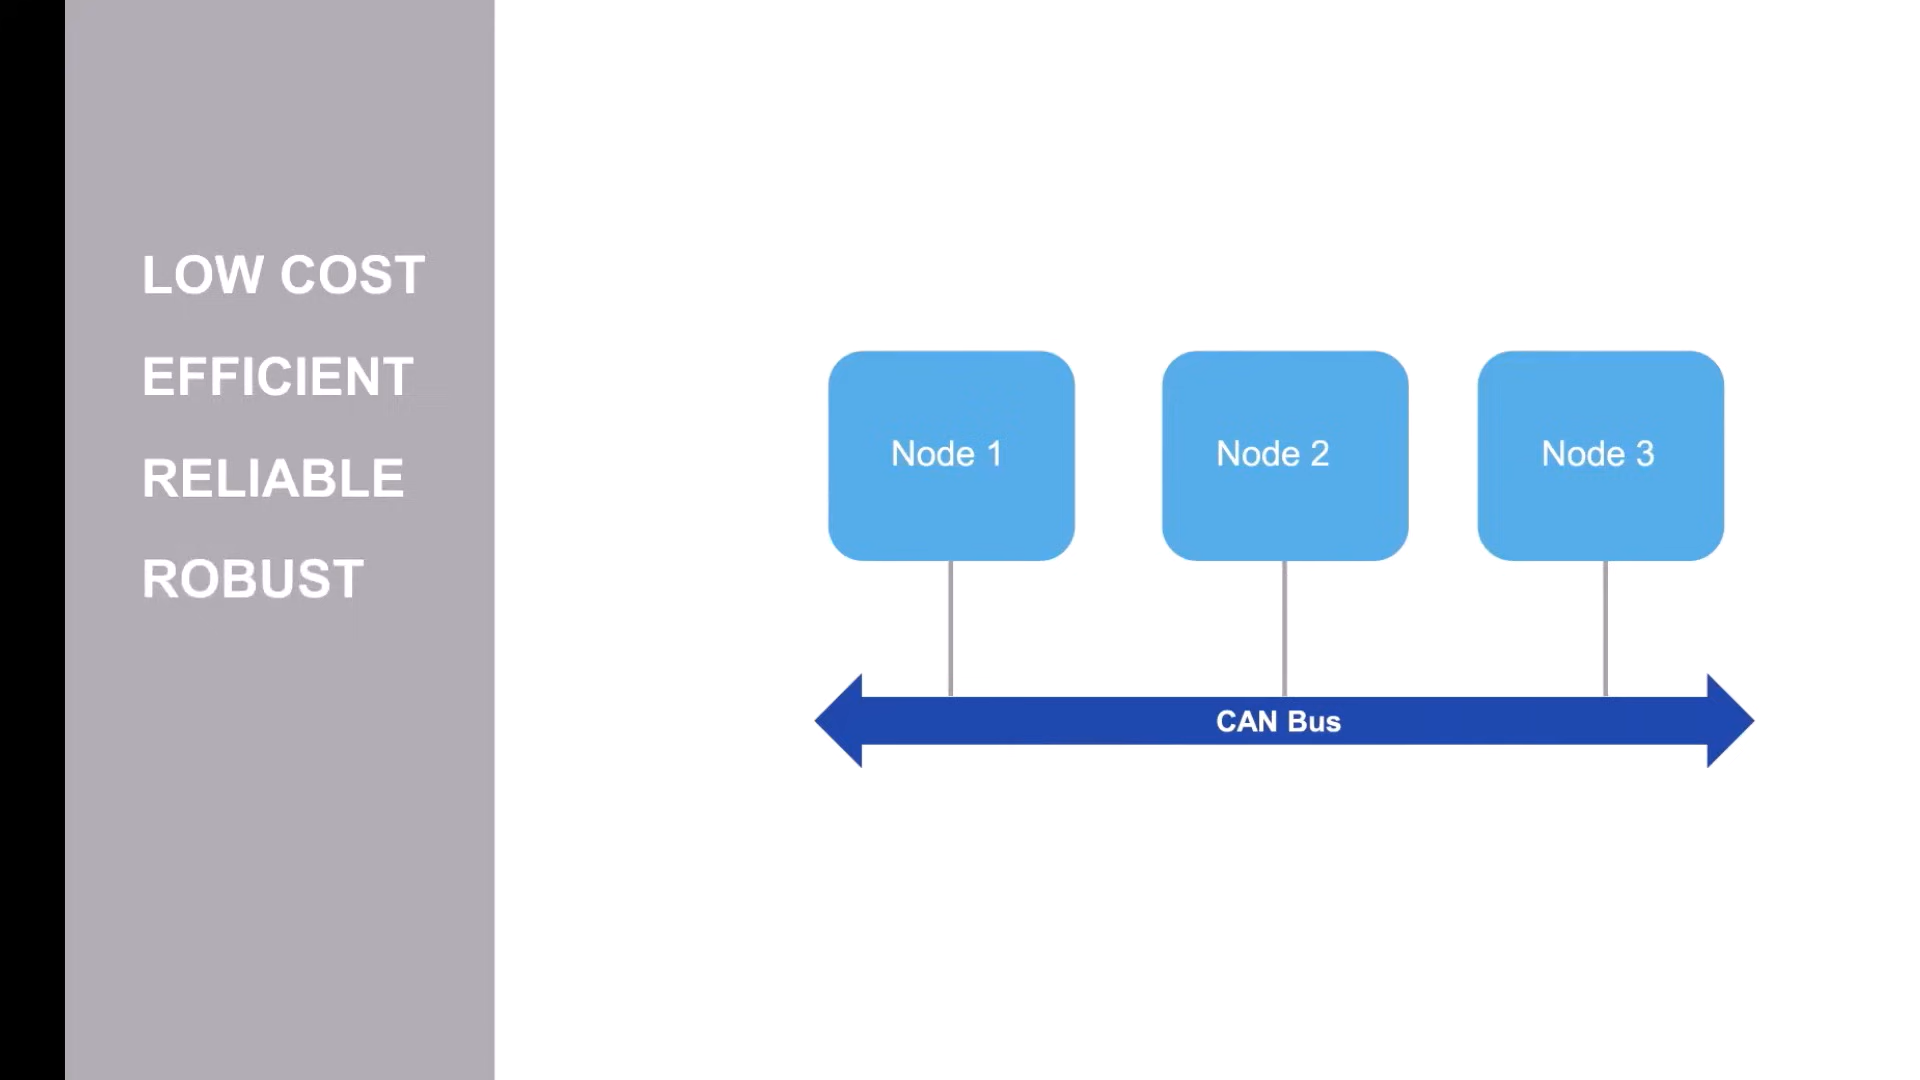 LOW COST
EFFICIENT
RELIABLE
ROBUST
Node 1
Node 2
Node 3
CAN Bus